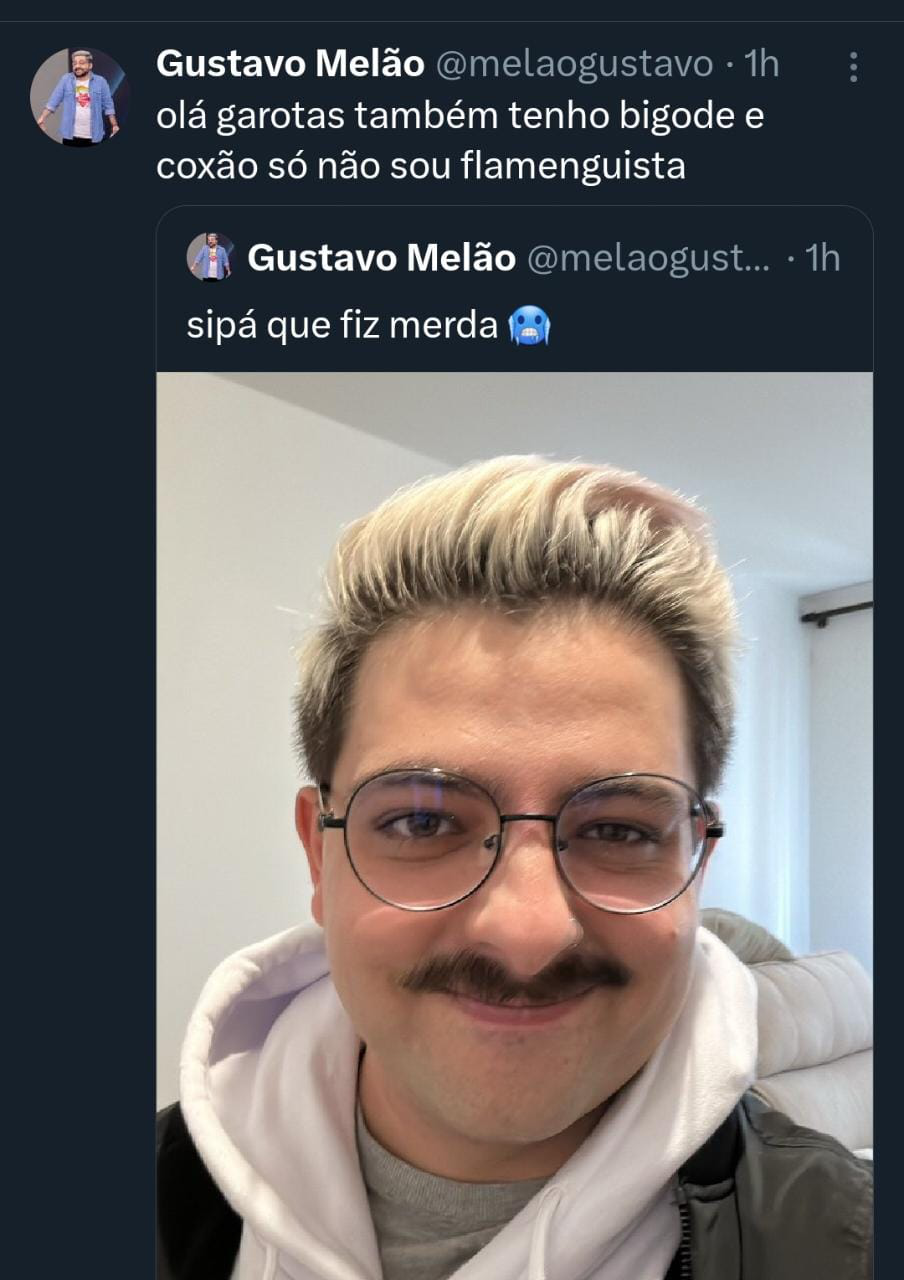 Gustavo Melão @melaogustavo · 1h
olá garotas também tenho bigode e
coxão só não sou flamenguista
Gustavo Melão @melaogust... · 1h
sipá que fiz merda 🥶